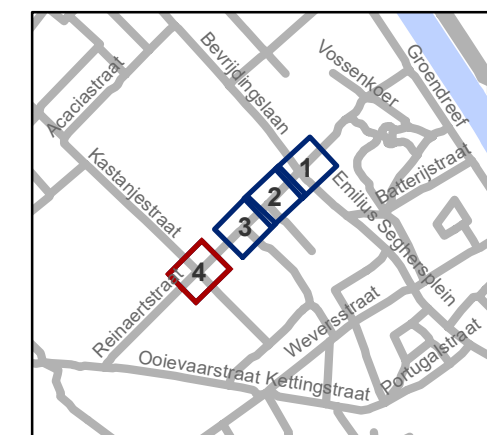 Bevrijdingslaan
Vossenkoer
Groendreef
Acaciastraat
Kastanjestraat
Batterijstraat
Emilius Seghersplein
1
2
3
4
Reinaertstraat
Weversstraat
Portugalstraat
Ooievaarstraat
Kettingstraat